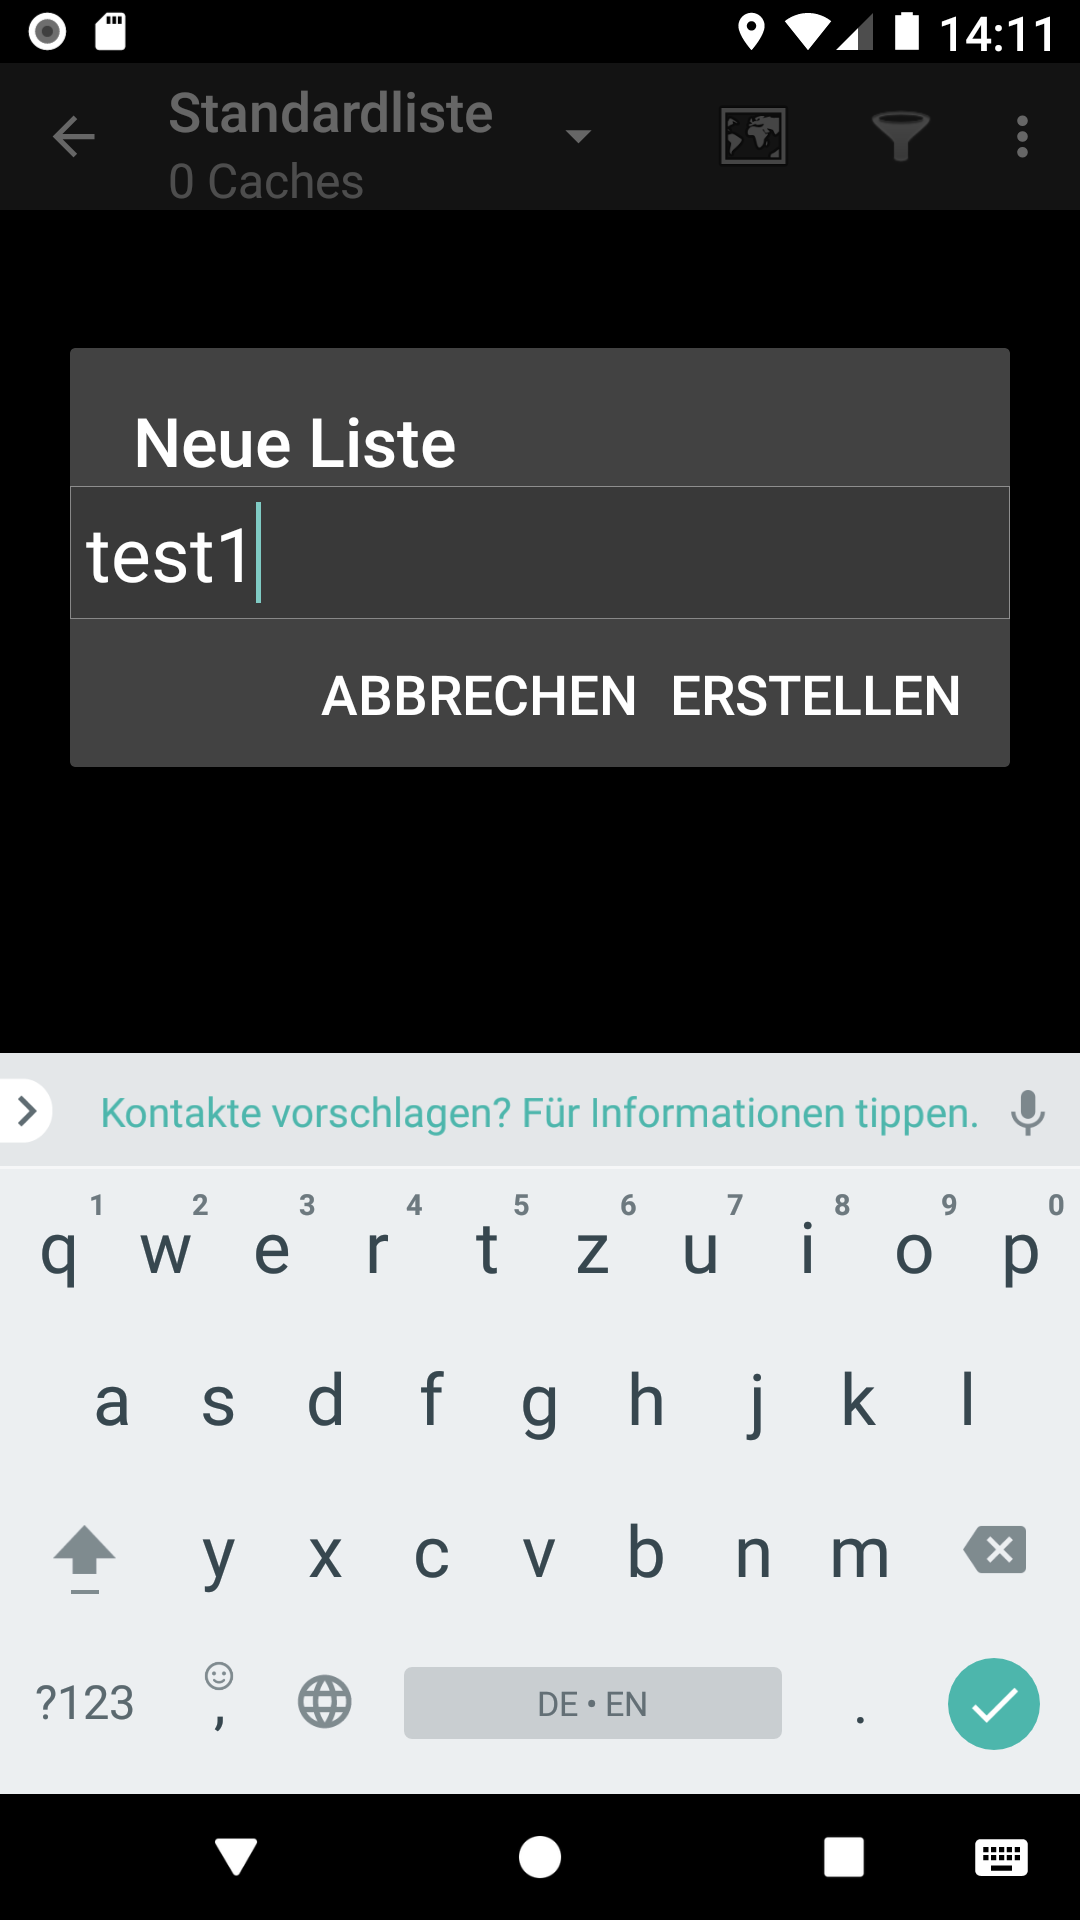 14:11
Standardliste
0 Caches
Neue Liste
test1
ABBRECHEN ERSTELLEN
Kontakte vorschlagen? Für Informationen tippen.
1 2 3 4 5 6 7 8 9 0
q w e r t z u i o p
a s d f g h j k l
y x c v b n m
?123 , DE • EN .